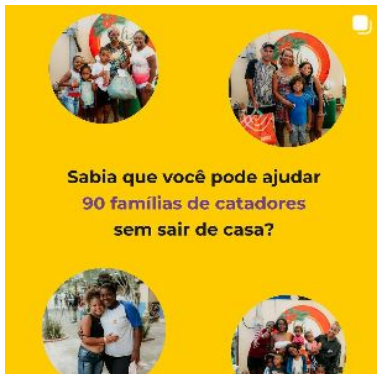 Sabia que você pode ajudar
90 famílias de catadores
sem sair de casa?